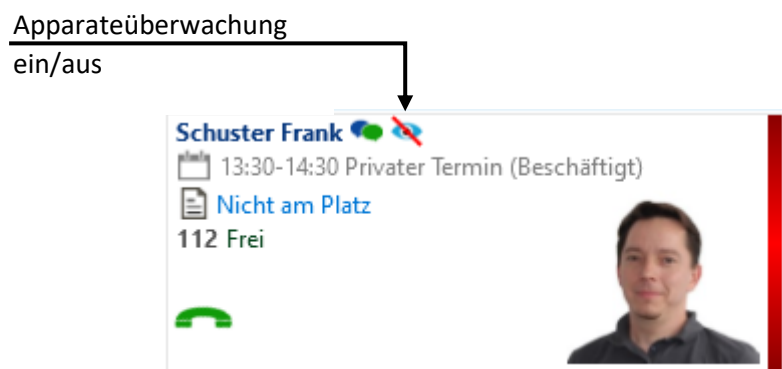 Apparateüberwachung
ein/aus
Schuster Frank
13:30-14:30 Privater Termin (Beschäftigt)
Nicht am Platz
112 Frei